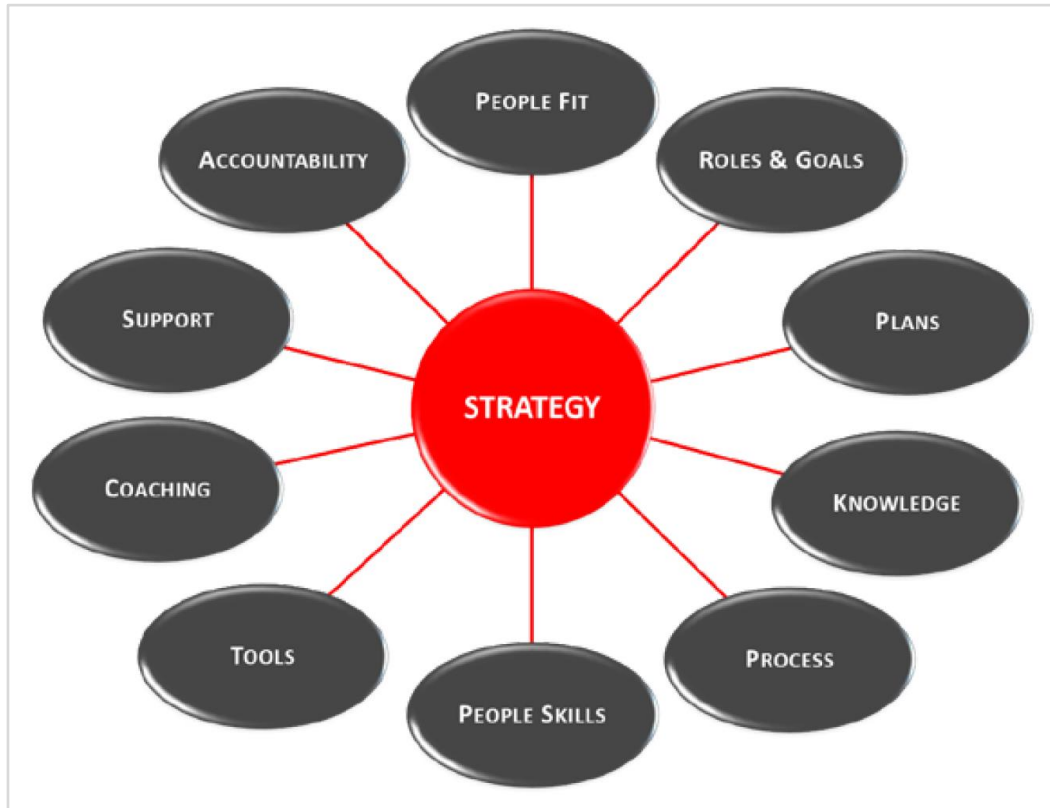 PEOPLE FIT
ACCOUNTABILITY
ROLES & GOALS
SUPPORT
PLANS
STRATEGY
COACHING
KNOWLEDGE
TOOLS
PROCESS
PEOPLE SKILLS